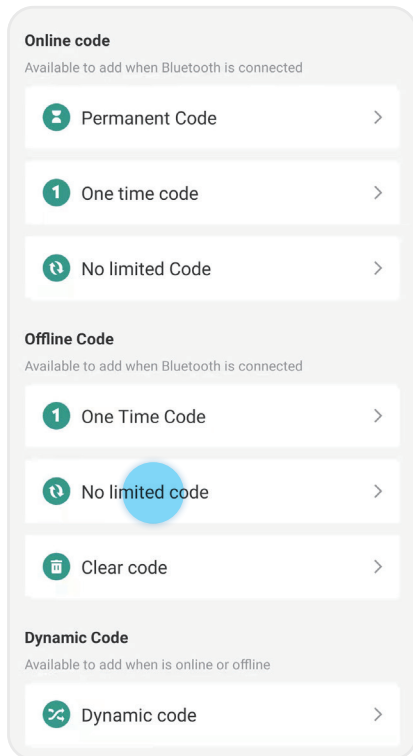 Online code
Available to add when Bluetooth is connected
Permanent Code
1 One time code
No limited Code
Offline Code
Available to add when Bluetooth is connected
1 One Time Code
No limited code
Clear code
Dynamic Code
Available to add when is online or offline
Dynamic code